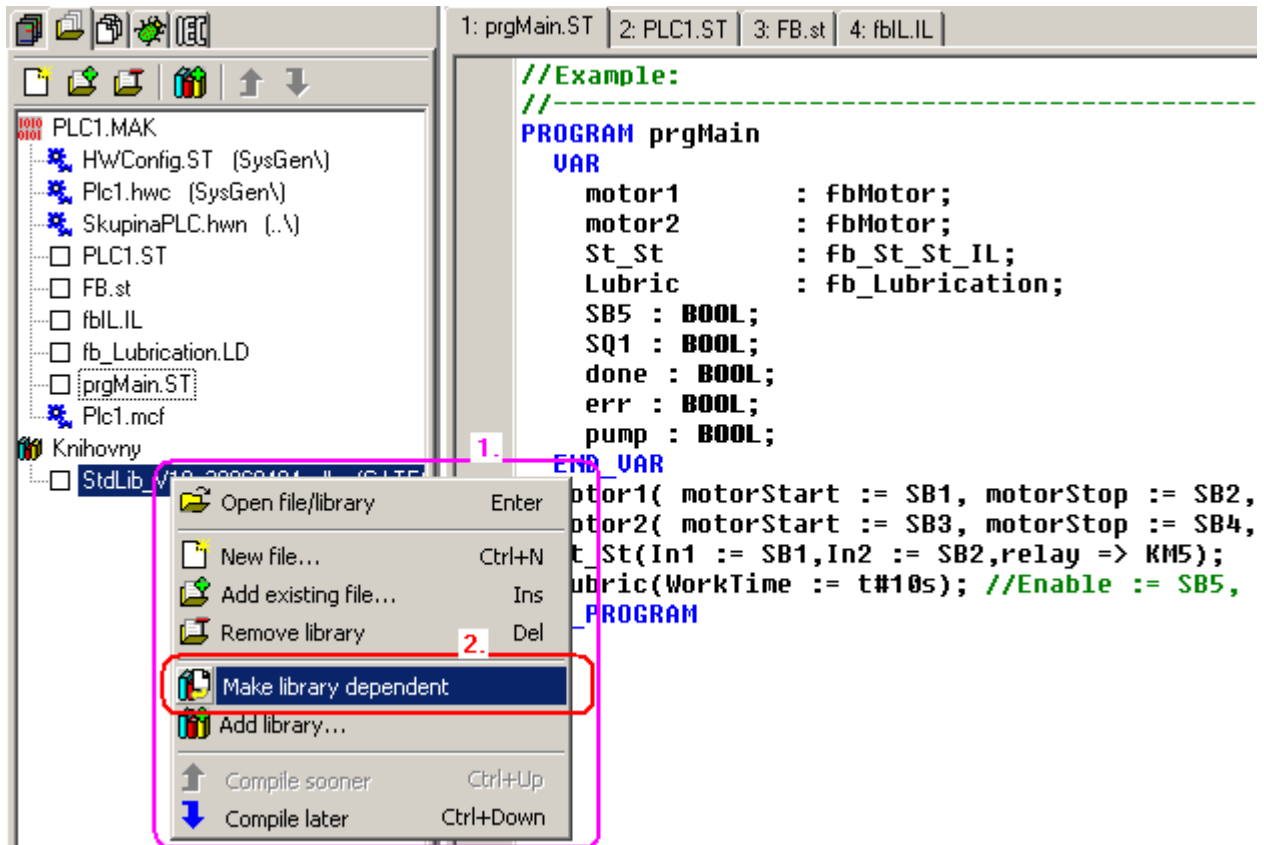 1: prgMain.ST 2: PLC1.ST 3: FB.st 4: fbIL.IL
IEC
1010
0101
PLC1.MAK
HWConfig.ST (SysGen\)
Plc1.hwc (SysGen\)
SkupinaPLC.hwn (..\)
PLC1.ST
FB.st
fbIL.IL
fb_Lubrication.LD
prgMain.ST
Plc1.mcf
Knihovny
1.
Open file/library Enter
New file... Ctrl+N
Add existing file... Ins
Remove library Del
2.
Make library dependent
Add library...
Compile sooner Ctrl+Up
Compile later Ctrl+Down
//Example:
//--------------------------------------------------
PROGRAM prgMain
VAR
motor1 : fbMotor;
motor2 : fbMotor;
St_St : fb_St_St_IL;
Lubric : fb_Lubrication;
SB5 : BOOL;
SQ1 : BOOL;
done : BOOL;
err : BOOL;
pump : BOOL;
END_VAR
otor1( motorStart := SB1, motorStop := SB2,
otor2( motorStart := SB3, motorStop := SB4,
t_St(In1 := SB1,In2 := SB2,relay => KM5);
ubric(WorkTime := t#10s); //Enable := SB5,
_PROGRAM